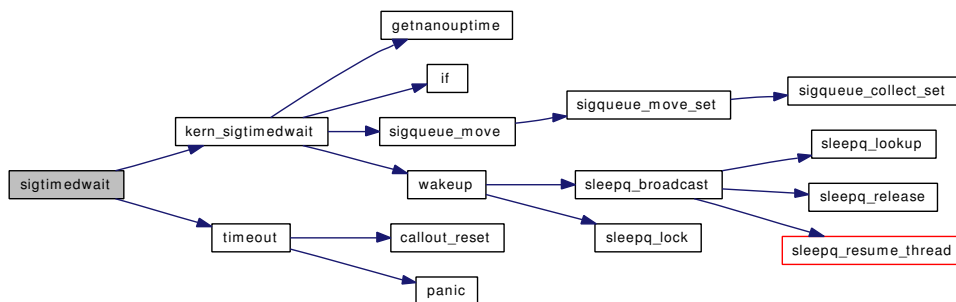 getnanouptime
if
sigqueue_collect_set
sigqueue_move_set
kern_sigtimedwait
sigqueue_move
sleepq_lookup
sigtimedwait
wakeup
sleepq_broadcast
sleepq_release
timeout
callout_reset
sleepq_lock
sleepq_resume_thread
panic